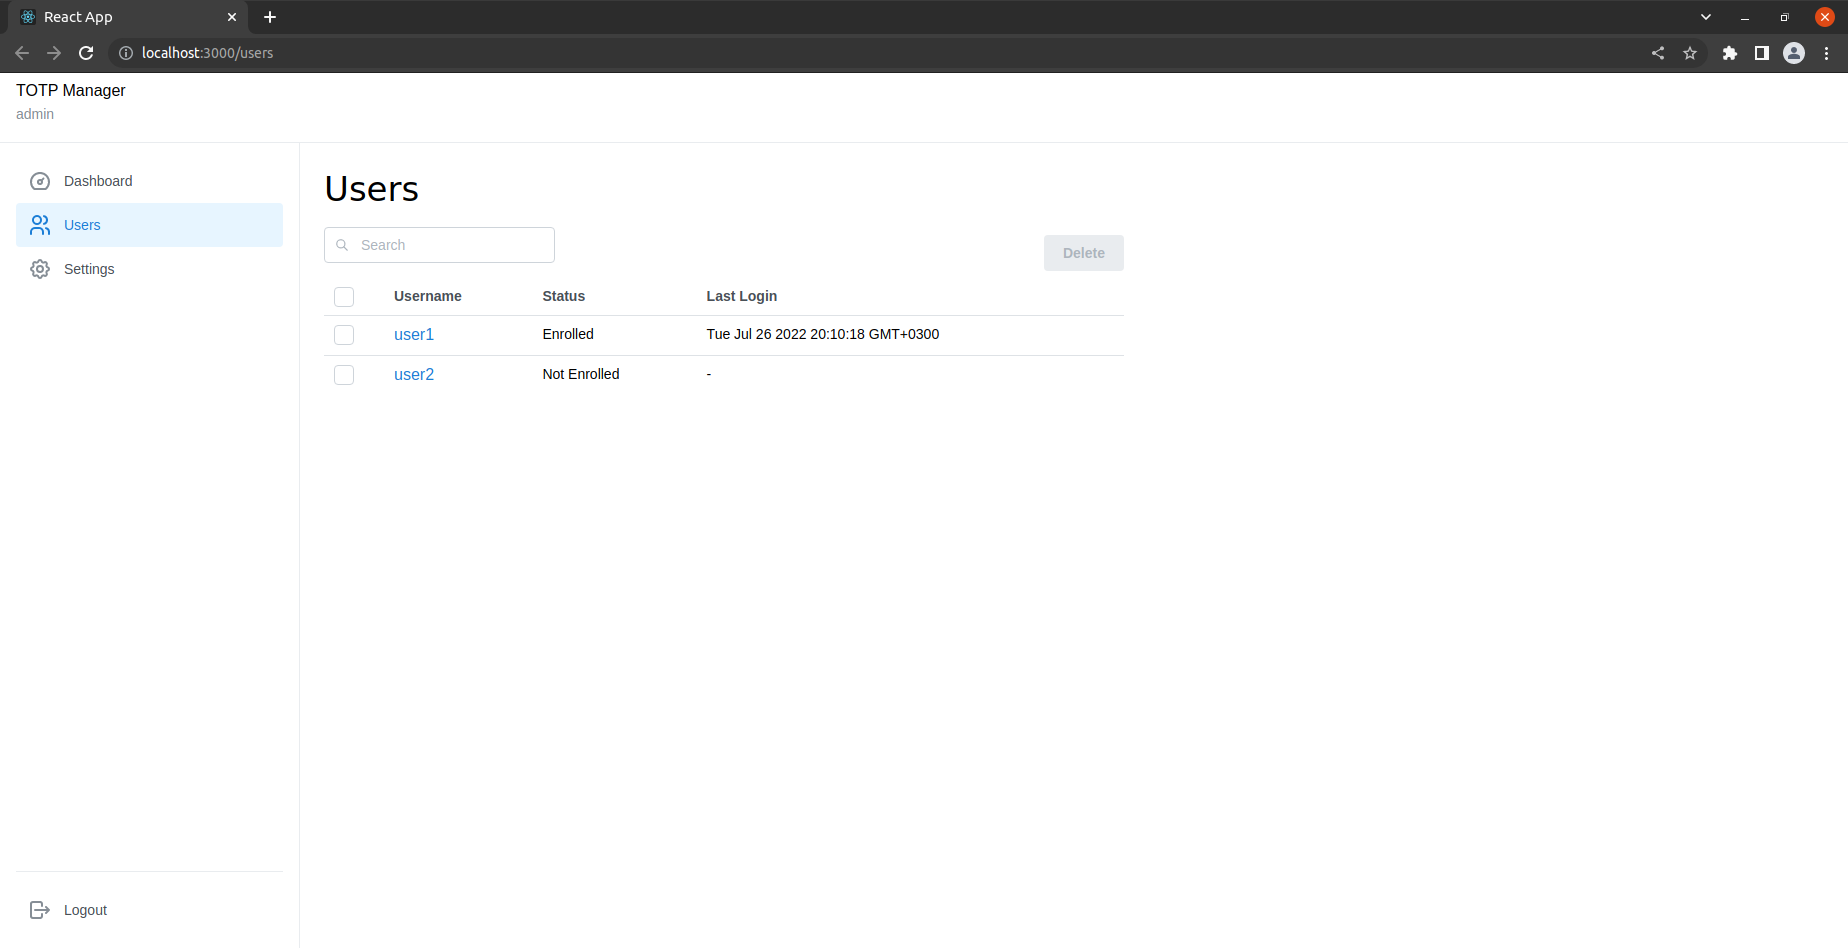 React App
localhost:3000/users
TOTP Manager
admin
Dashboard
Users
Settings
Logout
Users
Search
Delete
Username Status Last Login
user1 Enrolled Tue Jul 26 2022 20:10:18 GMT+0300
user2 Not Enrolled -